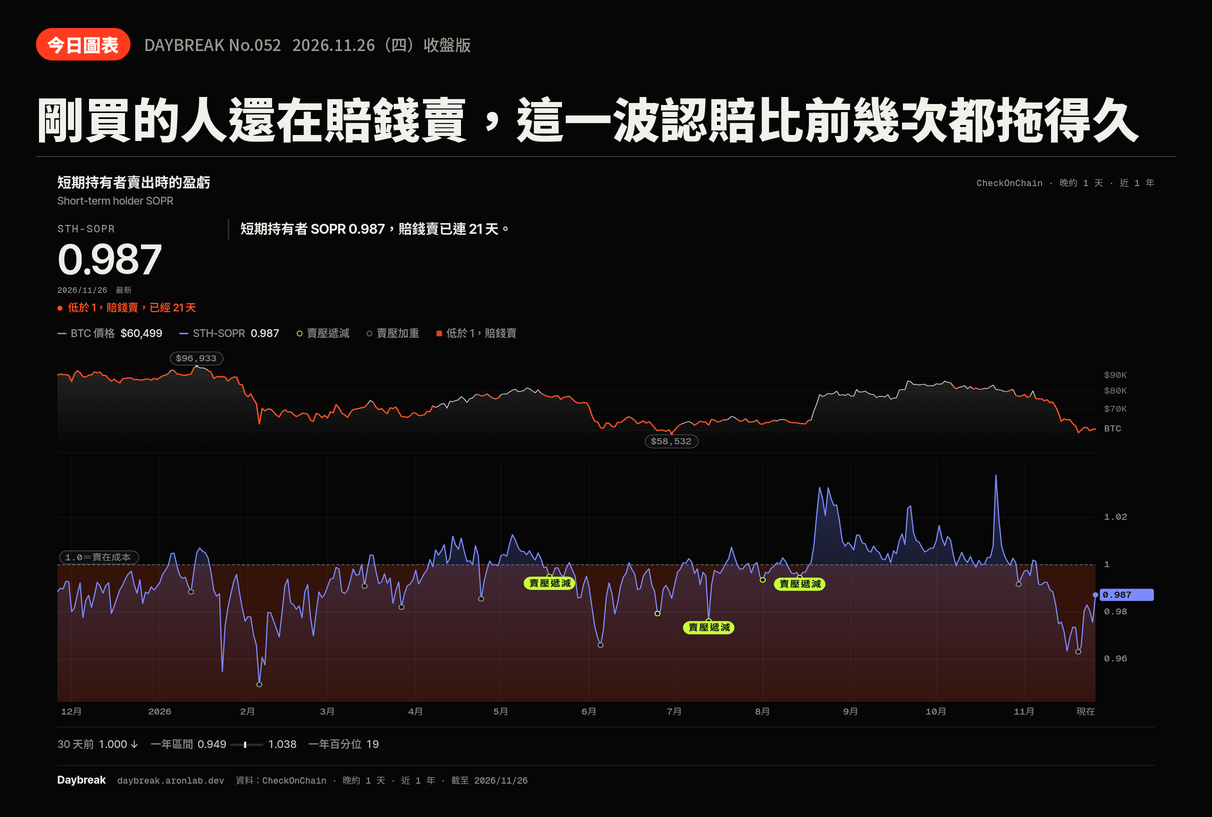 今日圖表 DAYBREAK No.052 2026.11.26（四）收盤版
剛買的人還在賠錢賣，這一波認賠比前幾次都拖得久
短期持有者賣出時的盈虧
CheckOnChain · 晚約 1 天 · 近 1 年
Short-term holder SOPR
STH-SOPR
短期持有者 SOPR 0.987，賠錢賣已連 21 天。
0.987
2026/11/26 最新
低於 1，賠錢賣，已經 21 天
BTC 價格 $60,499 STH-SOPR 0.987 賣壓遞減 賣壓加重 低於 1，賠錢賣
$96,933
$90K
$80K
$70K
BTC
$58,532
1.02
1.0＝賣在成本
1
賣壓遞減
賣壓遞減
0.987
0.98
賣壓遞減
0.96
12月 2026 2月 3月 4月 5月 6月 7月 8月 9月 10月 11月 現在
30 天前 1.000 ↓ 一年區間 0.949 1.038 一年百分位 19
Daybreak daybreak.aronlab.dev 資料：CheckOnChain · 晚約 1 天 · 近 1 年 · 截至 2026/11/26